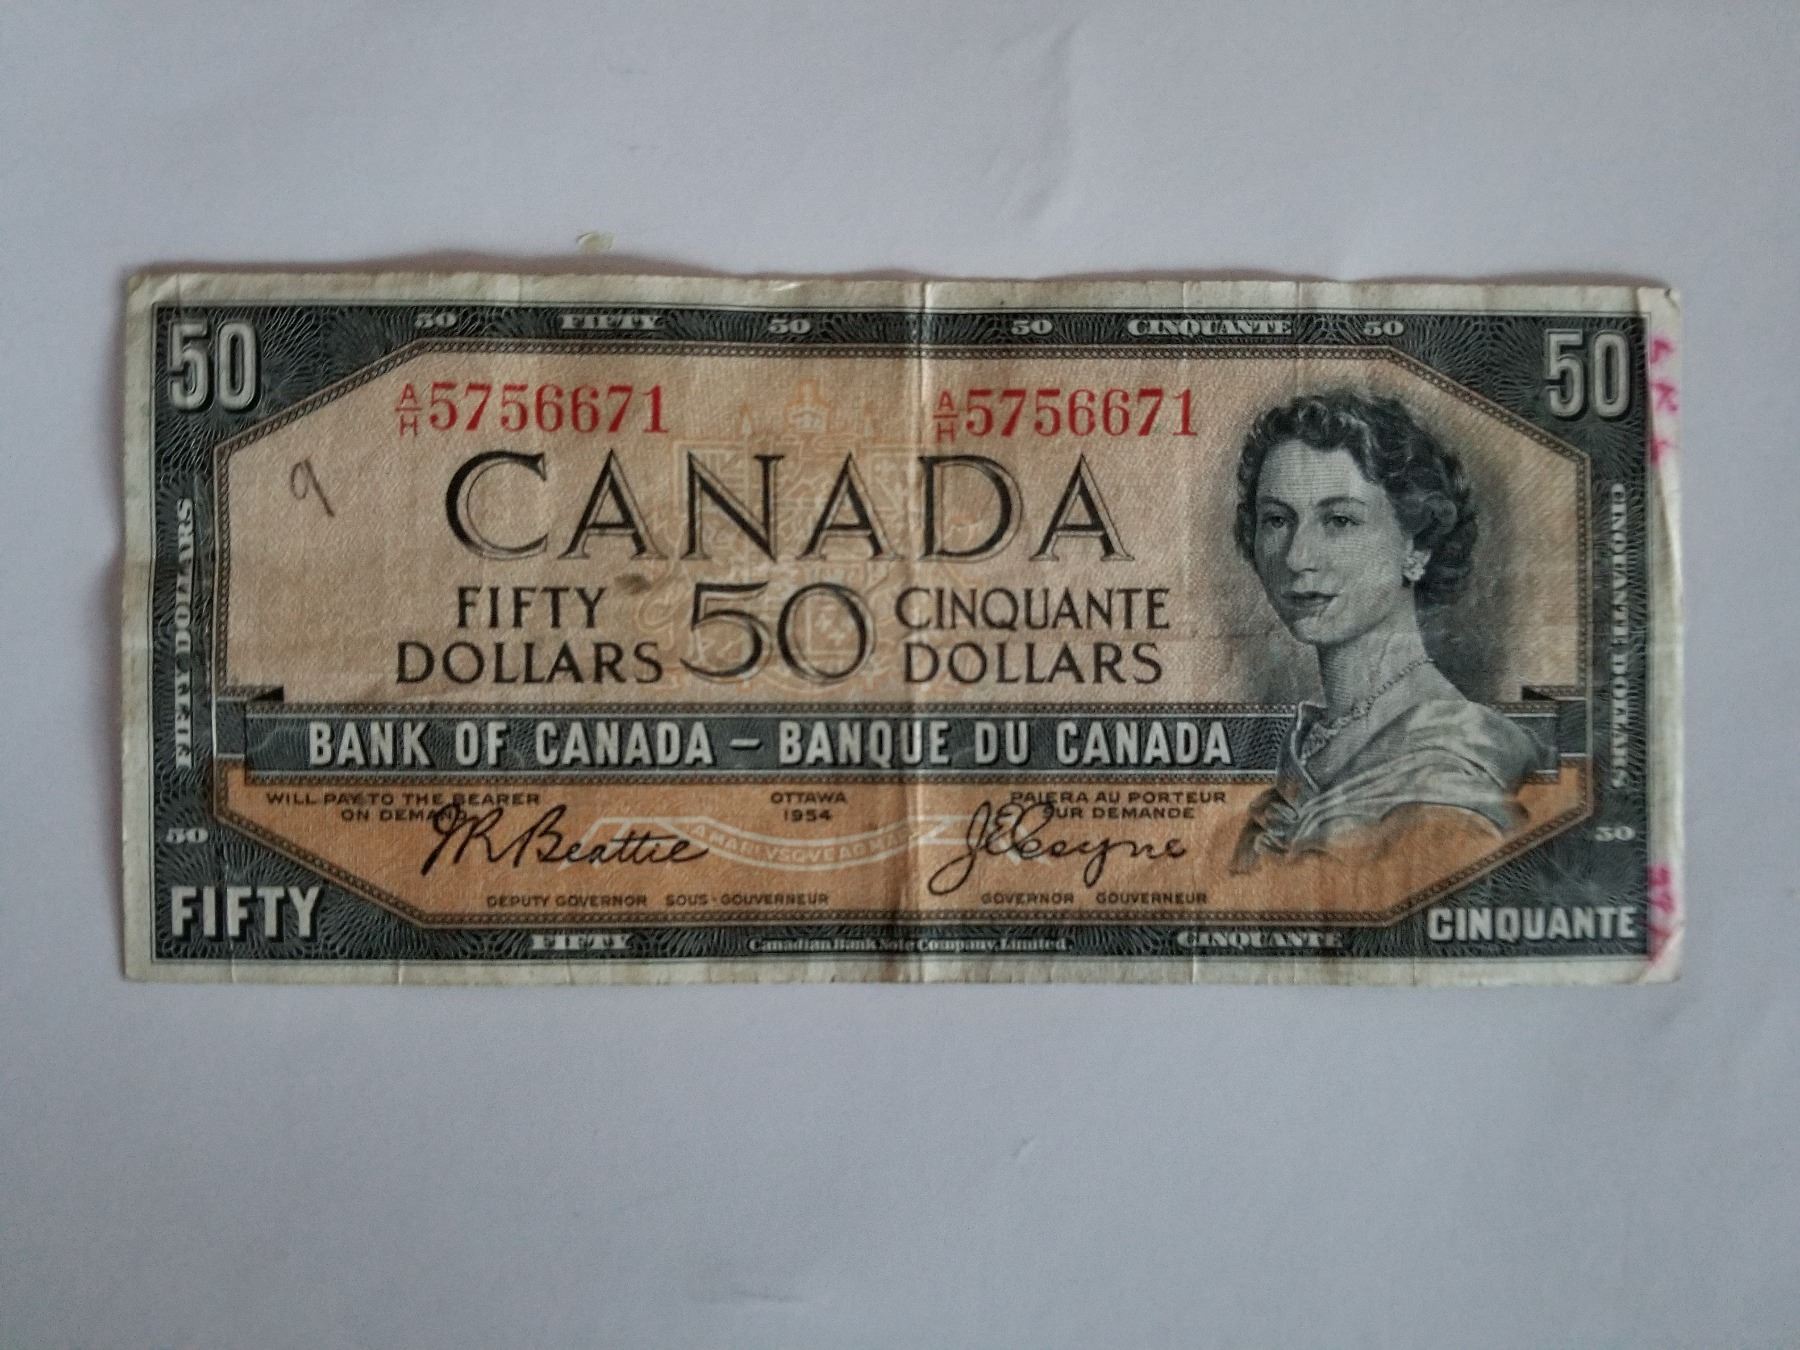 50 50 FIFTY 50 50 CINQUANTE 50 50
A/H 5756671 A/H 5756671
9
CANADA
FIFTY DOLLARS 50 CINQUANTE DOLLARS
FIFTY DOLLARS
CINQUANTE DOLLARS
BANK OF CANADA – BANQUE DU CANADA
WILL PAY TO THE BEARER ON DEMAND
OTTAWA
1954
PAIERA AU PORTEUR SUR DEMANDE
50 50
JRBeattie JECoyne
DEPUTY GOVERNOR SOUS-GOUVERNEUR GOVERNOR GOUVERNEUR
FIFTY CINQUANTE
FIFTY Canadian Bank Note Company, Limited. CINQUANTE